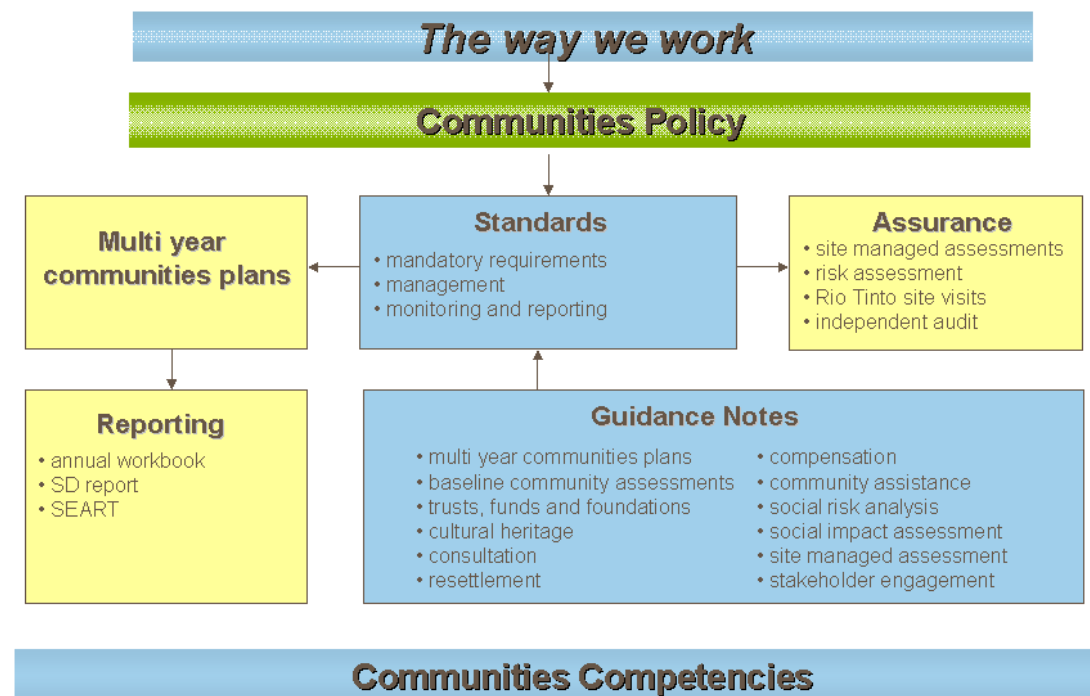 The way we work
Communities Policy
Multi year
communities plans
Standards
• mandatory requirements
• management
• monitoring and reporting
Assurance
• site managed assessments
• risk assessment
• Rio Tinto site visits
• independent audit
Reporting
• annual workbook
• SD report
• SEART
Guidance Notes
• multi year communities plans
• baseline community assessments
• trusts, funds and foundations
• cultural heritage
• consultation
• resettlement
• compensation
• community assistance
• social risk analysis
• social impact assessment
• site managed assessment
• stakeholder engagement
Communities Competencies